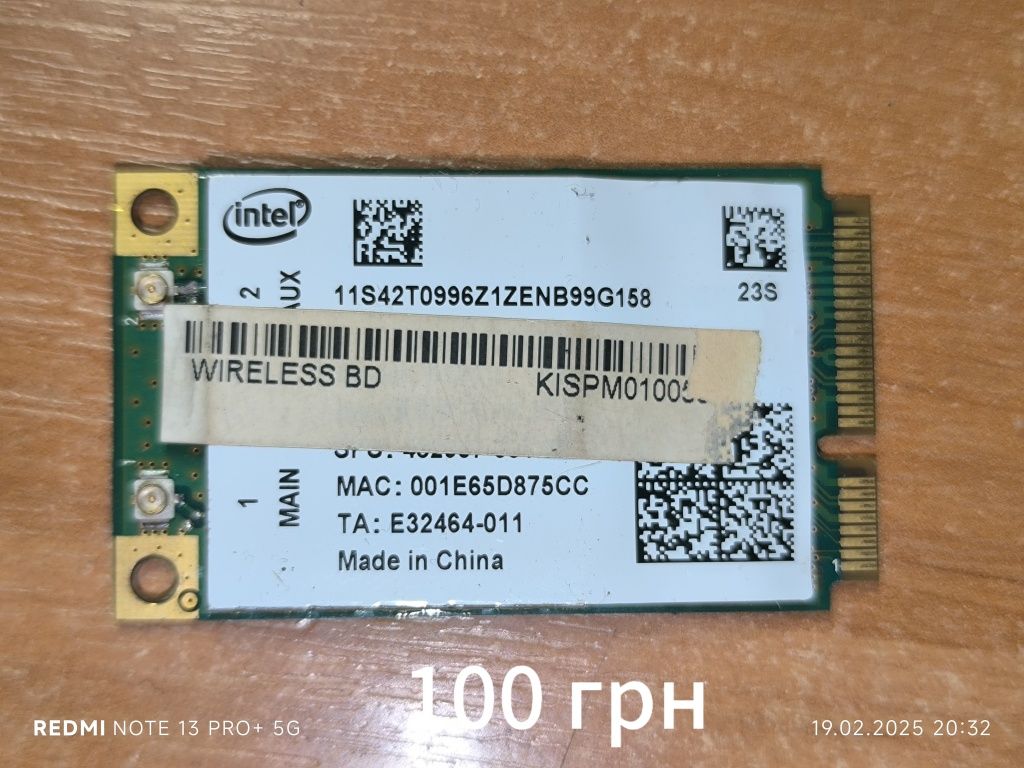 intel®
2
AUX
11S42T0996Z1ZENB99G158
23S
2
WIRELESS BD
1
MAIN
MAC: 001E65D875CC
TA: E32464-011
Made in China
100 грн
REDMI NOTE 13 PRO+ 5G
19.02.2025 20:32